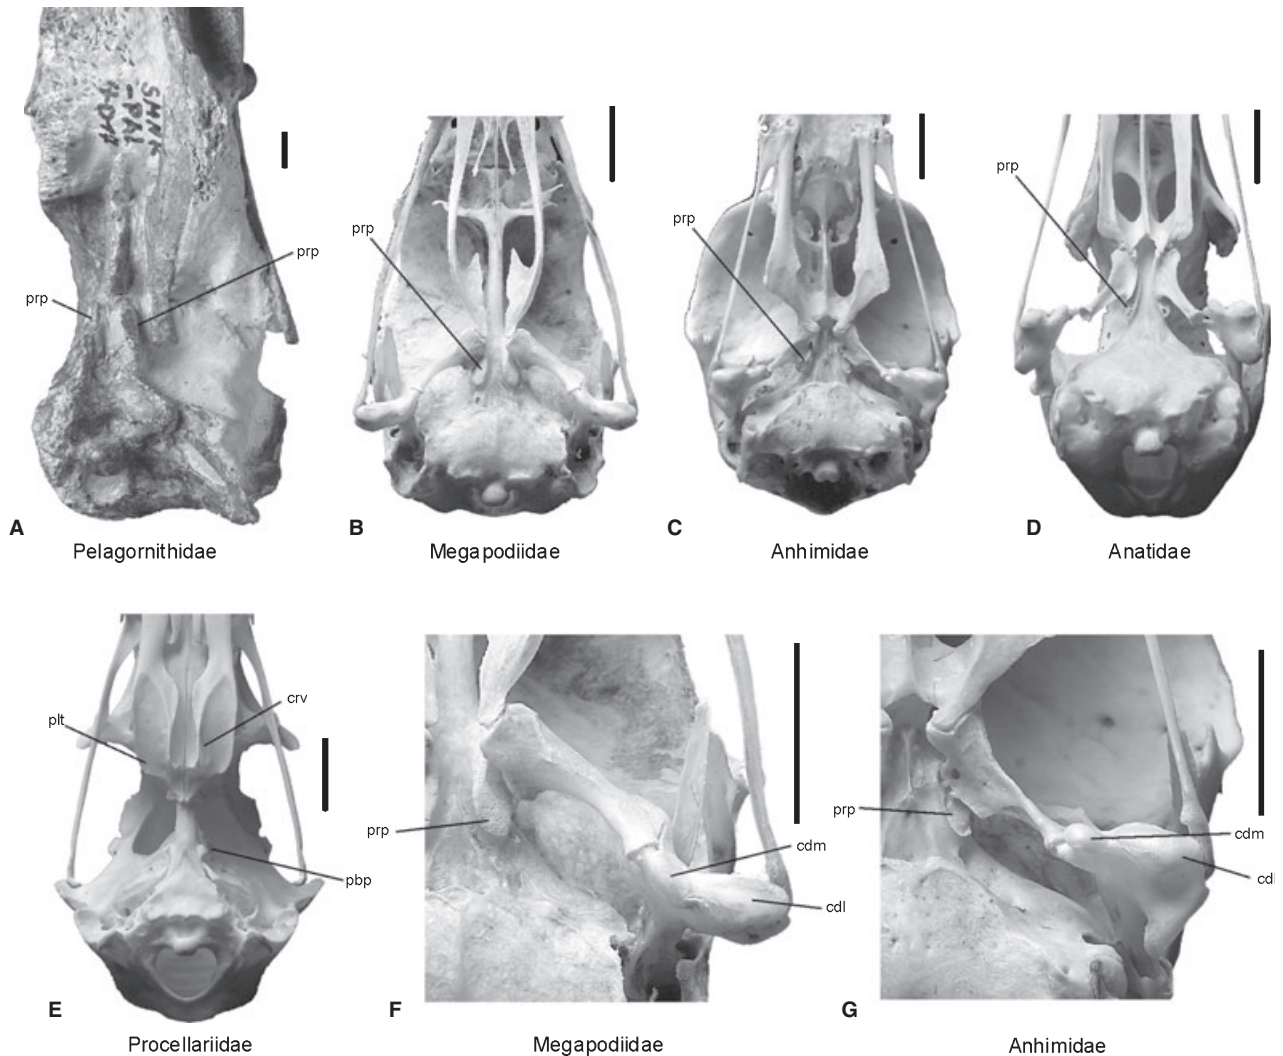 SMNK
-PAL
prp
prp
A
Pelagornithidae
prp
B
Megapodiidae
prp
C
Anhimidae
prp
D
Anatidae
plt
crv
pbp
E
Procellariidae
prp
cdm
cdl
F
Megapodiidae
prp
cdm
cdl
G
Anhimidae